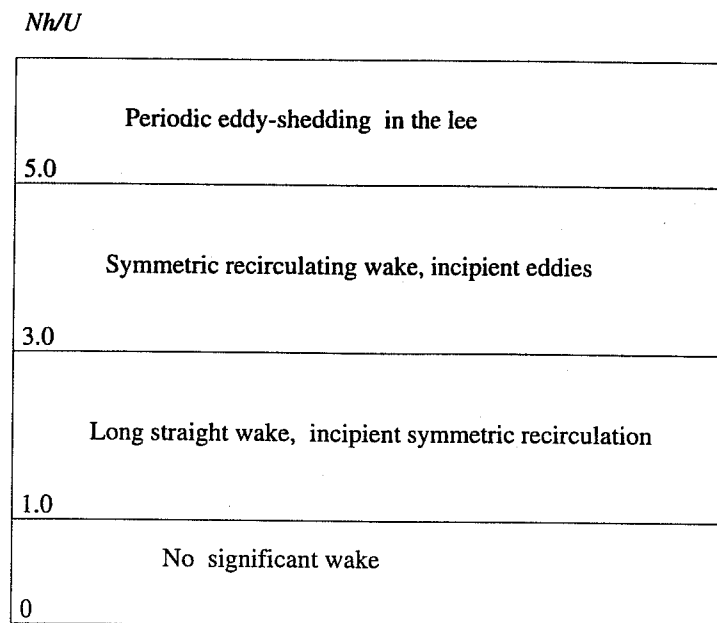 Nh/U
Periodic eddy-shedding in the lee
5.0
Symmetric recirculating wake, incipient eddies
3.0
Long straight wake, incipient symmetric recirculation
1.0
No significant wake
0